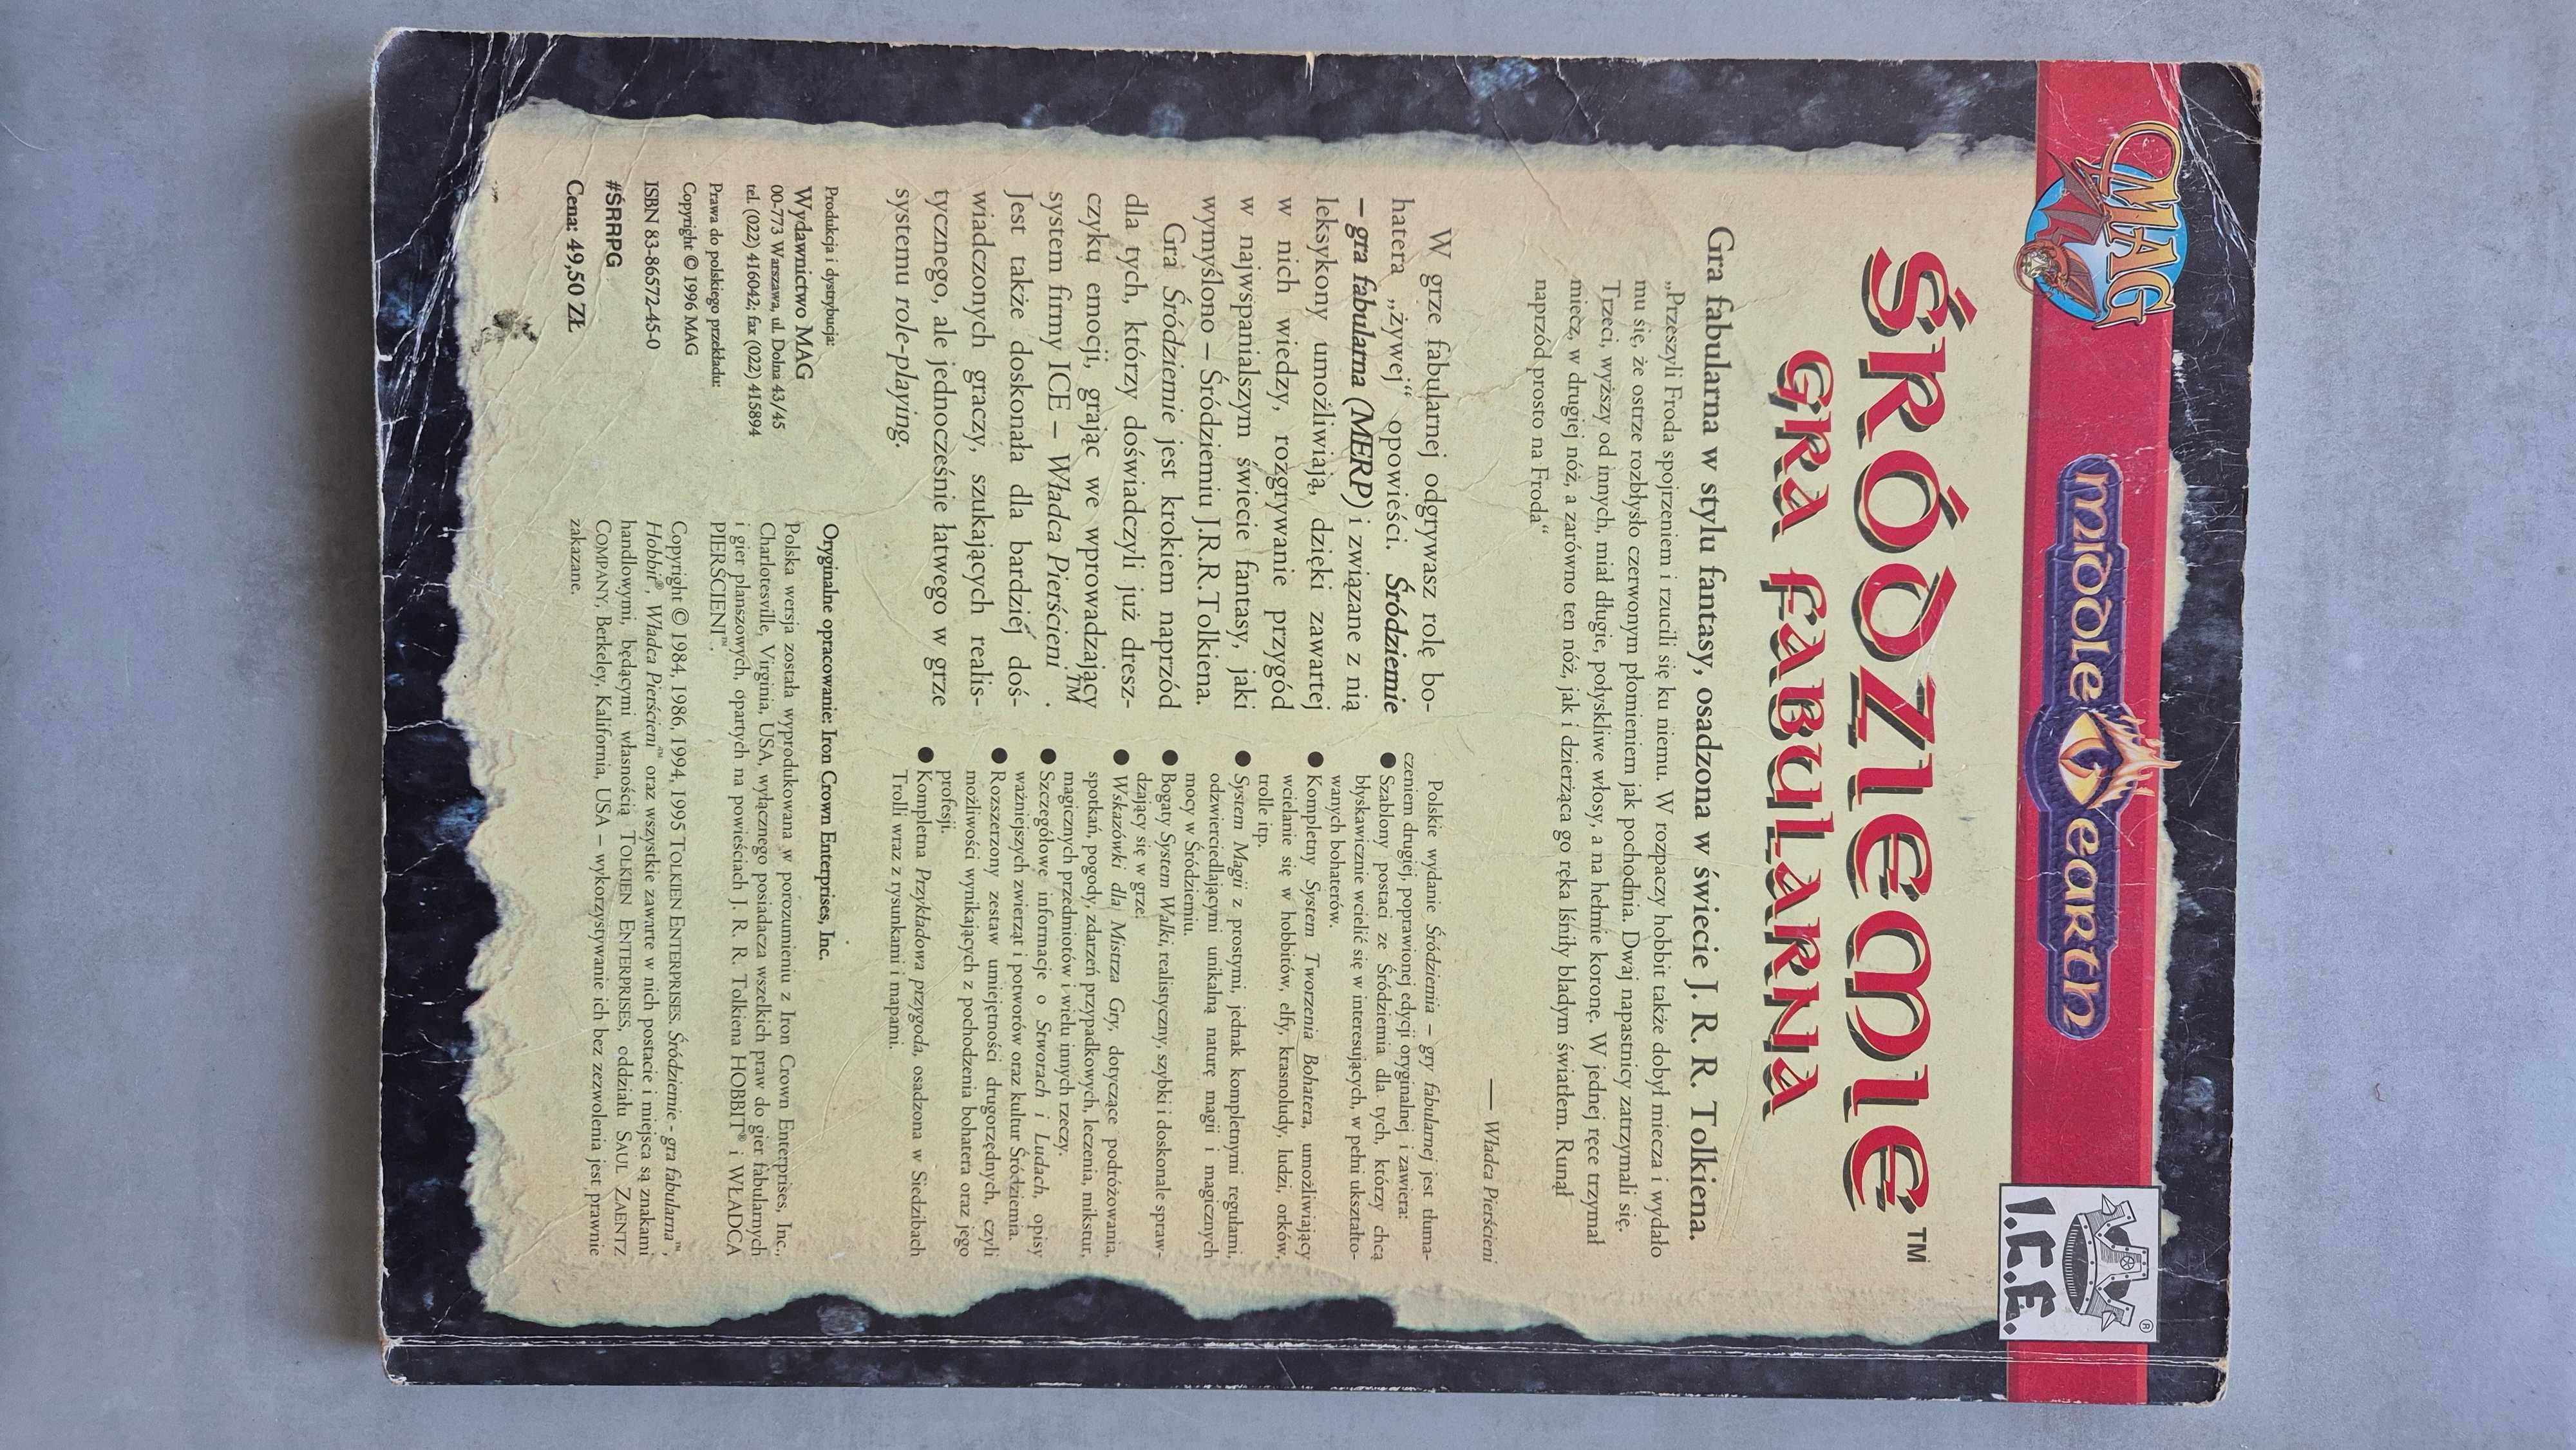 MAG
MIDDLE EARTH
®
I.C.E.
ŚRÓDZIEMIE™
GRA FABULARNA
Gra fabularna w stylu fantasy, osadzona w świecie J. R. R. Tolkiena.
„Przeszyli Froda spojrzeniem i rzucili się ku niemu. W rozpaczy hobbit także dobył miecza i wydało
mu się, że ostrze rozbłysło czerwonym płomieniem jak pochodnia. Dwaj napastnicy zatrzymali się.
Trzeci, wyższy od innych, miał długie, połyskliwe włosy, a na hełmie koronę. W jednej ręce trzymał
miecz, w drugiej nóż, a zarówno ten nóż, jak i dzierżąca go ręka lśniły bladym światłem. Runął
naprzód prosto na Froda“
— Władca Pierścieni
W grze fabularnej odgrywasz rolę bo-
hatera „żywej“ opowieści. Śródziemie
– gra fabularna (MERP) i związane z nią
leksykony umożliwiają, dzięki zawartej
w nich wiedzy, rozgrywanie przygód
w najwspanialszym świecie fantasy, jaki
wymyślono – Śródziemiu J.R.R.Tolkiena.
Gra Śródziemie jest krokiem naprzód
dla tych, którzy doświadczyli już dresz-
czyku emocji, grając we wprowadzający
system firmy ICE – Władca Pierścieni™.
Jest także doskonała dla bardziej doś-
wiadczonych graczy, szukających realis-
tycznego, ale jednocześnie łatwego w grze
systemu role-playing.
Polskie wydanie Śródziemia – gry fabularnej jest tłuma-
czeniem drugiej, poprawionej edycji oryginalnej i zawiera:
● Szablony postaci ze Śródziemia dla tych, którzy chcą
błyskawicznie wcielić się w interesujących, w pełni ukształto-
wanych bohaterów.
● Kompletny System Tworzenia Bohatera, umożliwiający
wcielanie się w hobbitów, elfy, krasnoludy, ludzi, orków,
trolle itp.
● System Magii z prostymi, jednak kompletnymi regułami,
odzwierciedlającymi unikalną naturę magii i magicznych
mocy w Śródziemiu.
● Bogaty System Walki, realistyczny, szybki i doskonale spraw-
dzający się w grze.
● Wskazówki dla Mistrza Gry, dotyczące podróżowania,
spotkań, pogody, zdarzeń przypadkowych, leczenia, mikstur,
magicznych przedmiotów i wielu innych rzeczy.
● Szczegółowe informacje o Stworach i Ludach, opisy
ważniejszych zwierząt i potworów oraz kultur Śródziemia.
● Rozszerzony zestaw umiejętności drugorzędnych, czyli
możliwości wynikających z pochodzenia bohatera oraz jego
profesji.
● Kompletna Przykładowa przygoda, osadzona w Siedzibach
Trolli wraz z rysunkami i mapami.
Produkcja i dystrybucja:
Wydawnictwo MAG
00-773 Warszawa, ul. Dolna 43/45
tel. (022) 416042; fax (022) 415894
Prawa do polskiego przekładu:
Copyright © 1996 MAG
ISBN 83-86572-45-0
#ŚRRPG
Cena: 49,50 ZŁ
Oryginalne opracowanie: Iron Crown Enterprises, Inc.
Polska wersja została wyprodukowana w porozumieniu z Iron Crown Enterprises, Inc.,
Charlottesville, Virginia, USA, wyłącznego posiadacza wszelkich praw do gier fabularnych
i gier planszowych, opartych na powieściach J. R. R. Tolkiena HOBBIT® i WŁADCA
PIERŚCIENI™.
Copyright © 1984, 1986, 1994, 1995 TOLKIEN ENTERPRISES. Śródziemie - gra fabularna™,
Hobbit®, Władca Pierścieni™ oraz wszystkie zawarte w nich postacie i miejsca są znakami
handlowymi, będącymi własnością TOLKIEN ENTERPRISES, oddziału SAUL ZAENTZ
COMPANY, Berkeley, Kalifornia, USA – wykorzystywanie ich bez zezwolenia jest prawnie
zakazane.